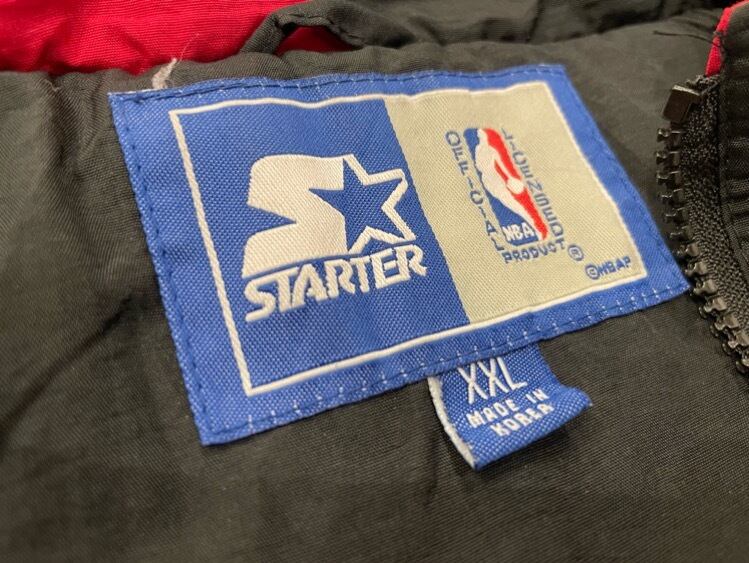 STARTER
OFFICIAL
LICENSED
NBA
PRODUCT®
©NBAP
XXL
MADE IN
KOREA